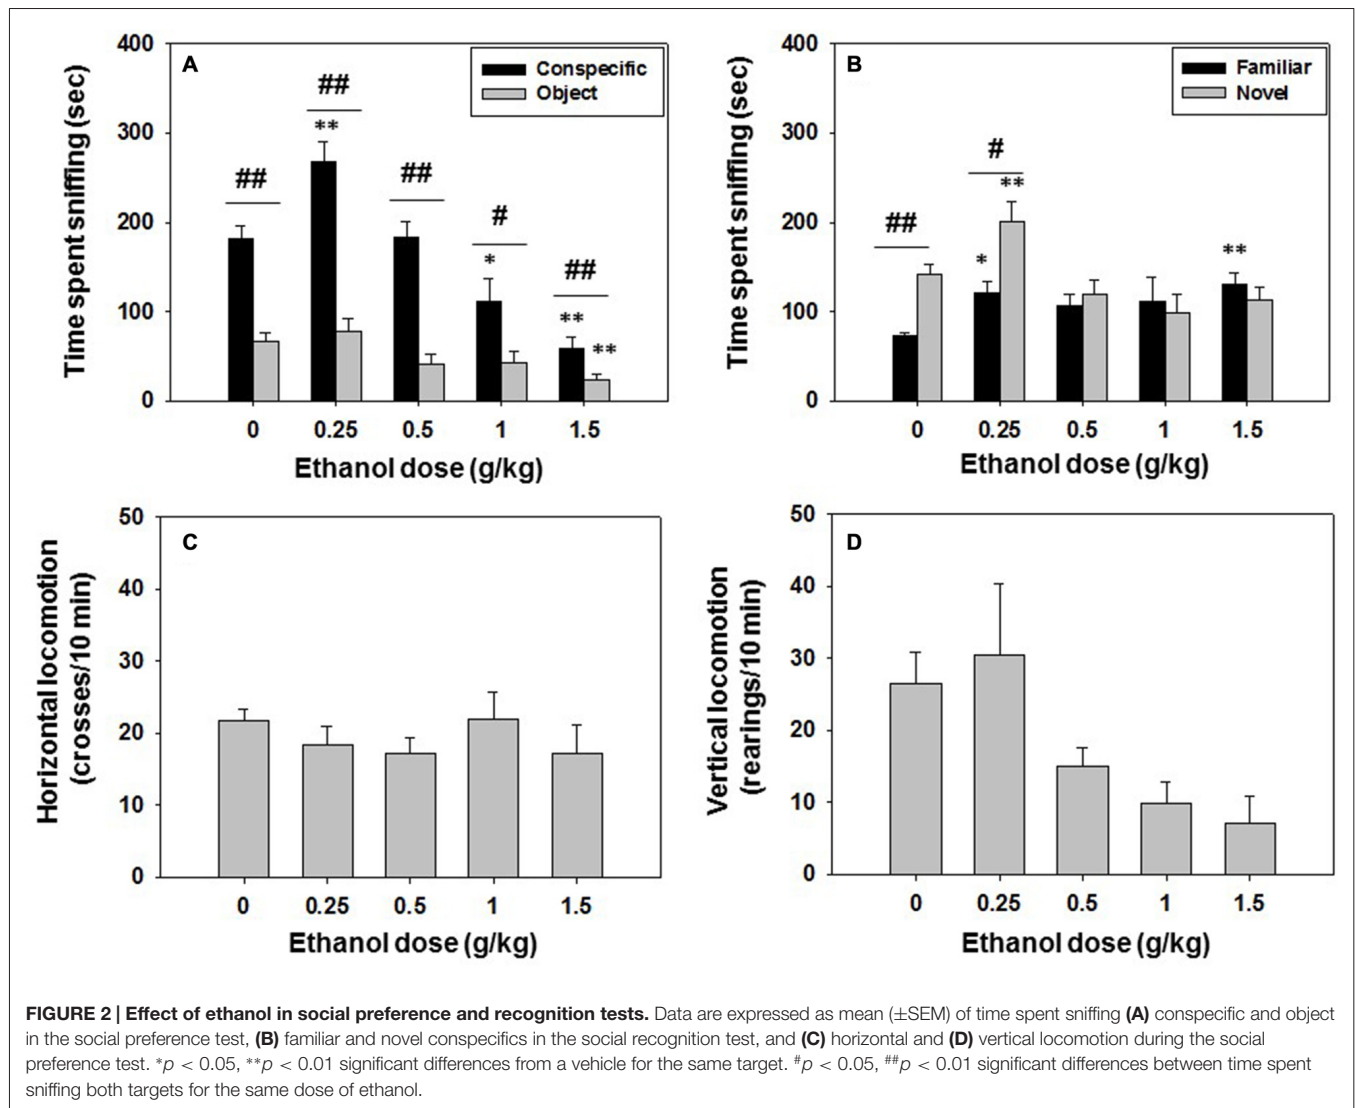 400
300
200
100
0
Time spent sniffing (sec)
A
Conspecific
Object
##
##
**
##
#
*
##
**
**
0 0.25 0.5 1 1.5
Ethanol dose (g/kg)
400
300
200
100
0
Time spent sniffing (sec)
B
Familiar
Novel
##
#
*
**
**
0 0.25 0.5 1 1.5
Ethanol dose (g/kg)
50
40
30
20
10
0
Horizontal locomotion
(crosses/10 min)
C
0 0.25 0.5 1 1.5
Ethanol dose (g/kg)
50
40
30
20
10
0
Vertical locomotion
(rearings/10 min)
D
0 0.25 0.5 1 1.5
Ethanol dose (g/kg)
FIGURE 2 | Effect of ethanol in social preference and recognition tests. Data are expressed as mean (±SEM) of time spent sniffing (A) conspecific and object
in the social preference test, (B) familiar and novel conspecifics in the social recognition test, and (C) horizontal and (D) vertical locomotion during the social
preference test. *p < 0.05, **p < 0.01 significant differences from a vehicle for the same target. #p < 0.05, ##p < 0.01 significant differences between time spent
sniffing both targets for the same dose of ethanol.